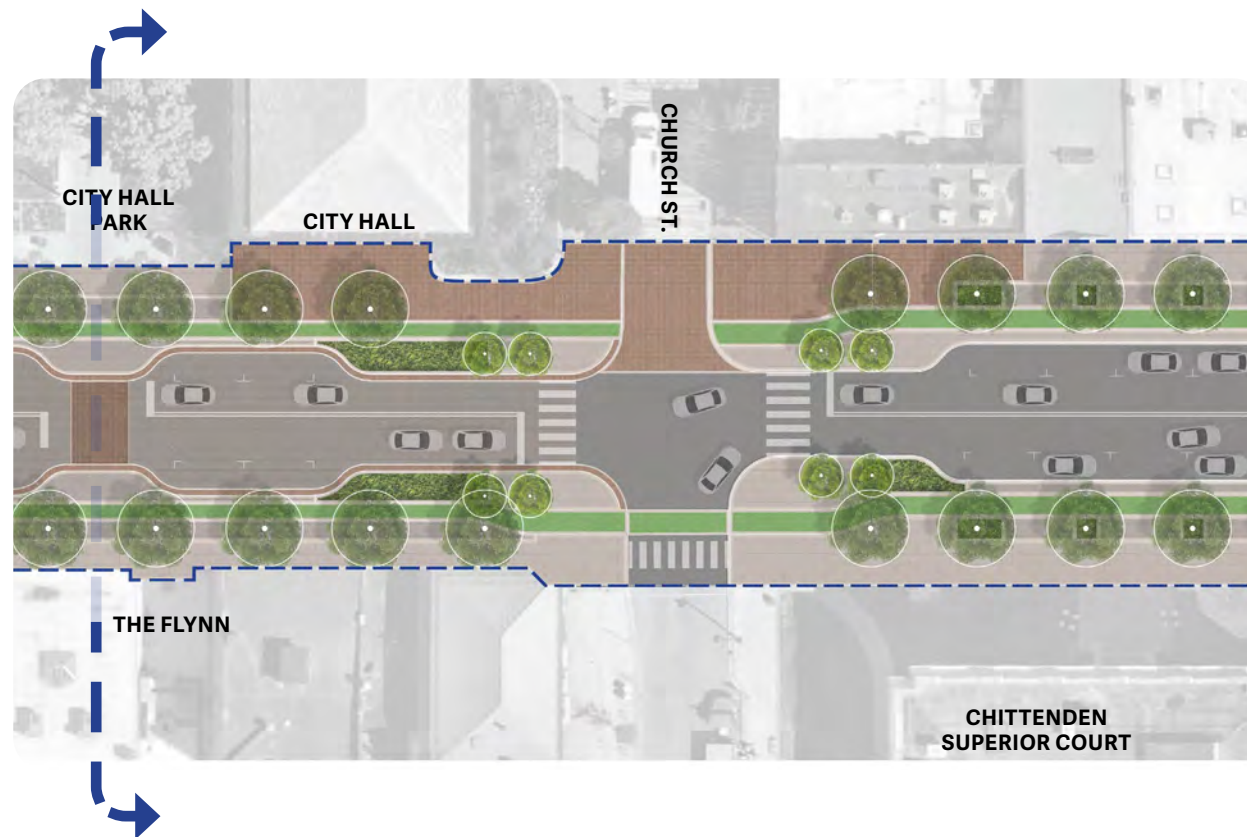 CHURCH ST.
CITY HALL
PARK
CITY HALL
THE FLYNN
CHITTENDEN
SUPERIOR COURT